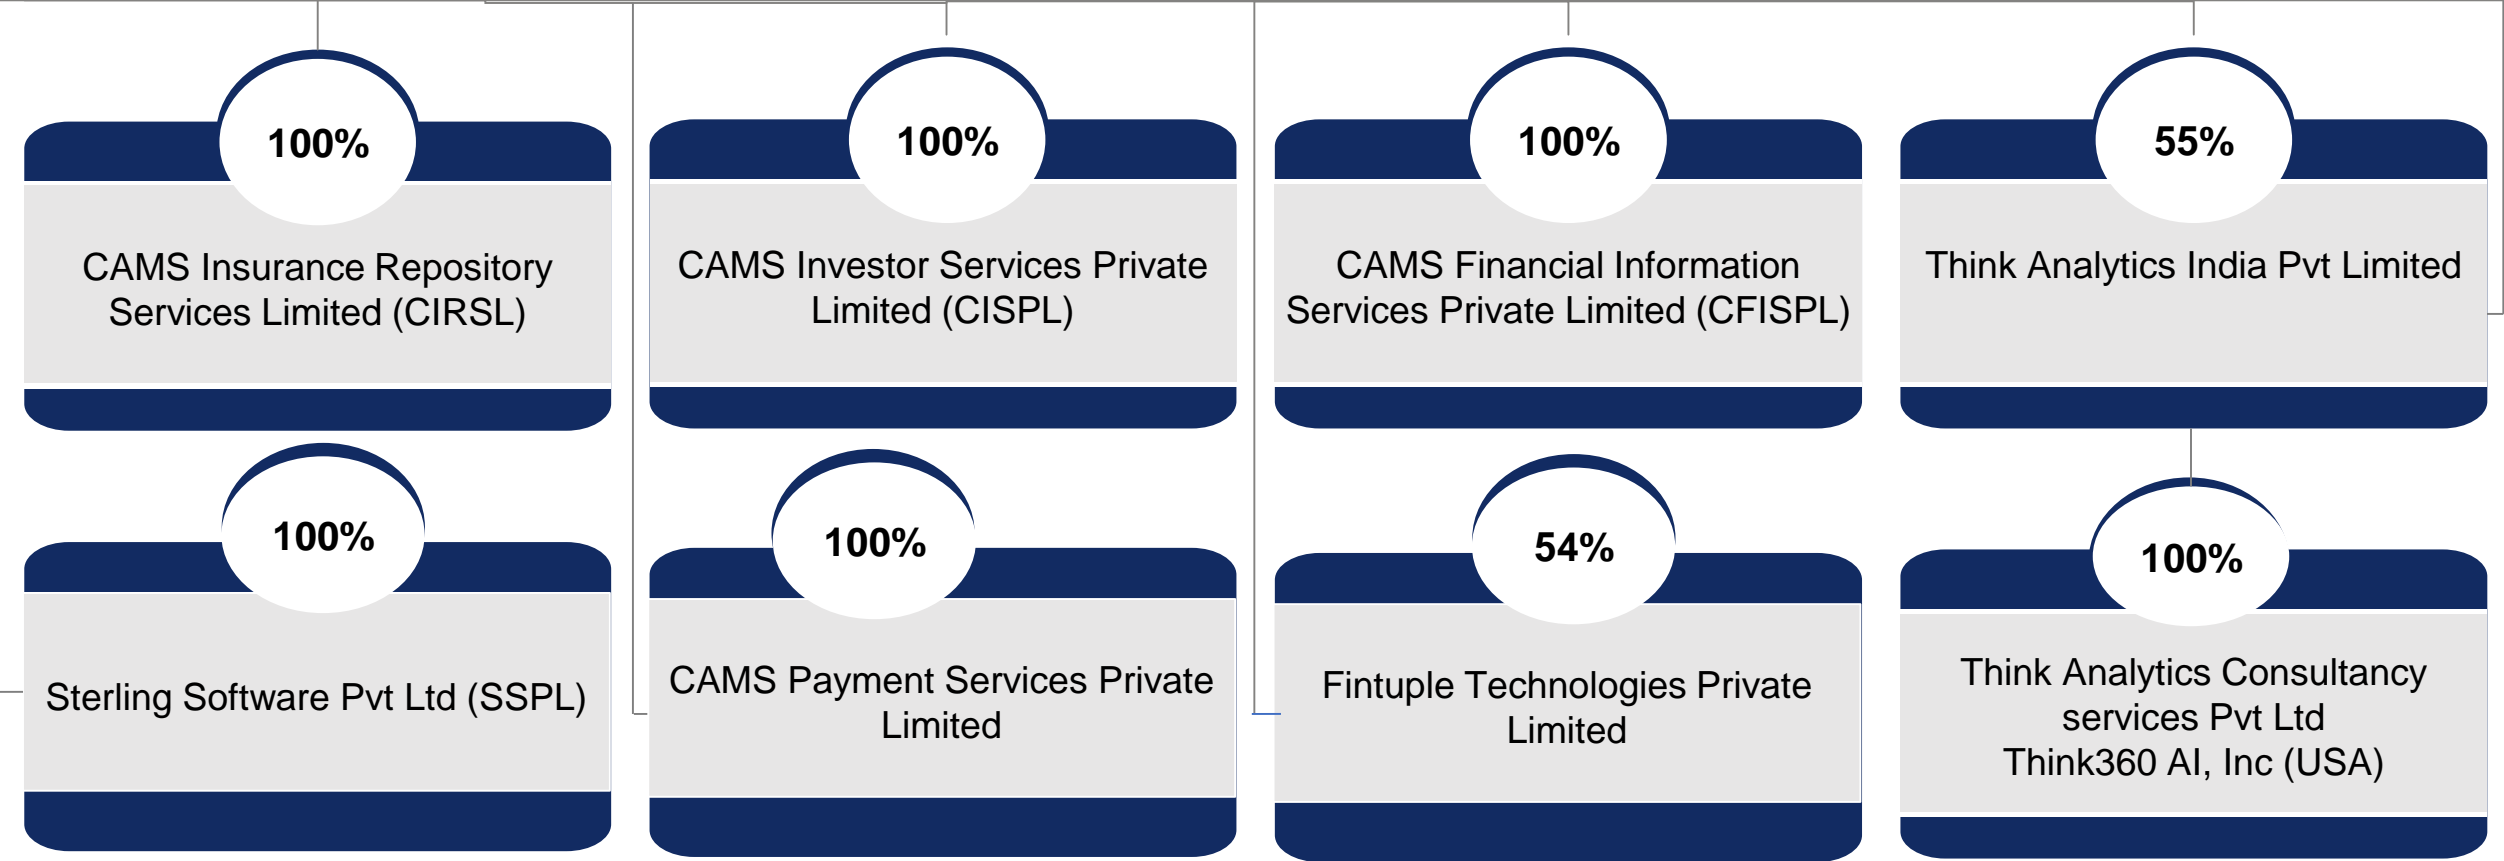 100%
CAMS Insurance Repository
Services Limited (CIRSL)
100%
CAMS Investor Services Private
Limited (CISPL)
100%
CAMS Financial Information
Services Private Limited (CFISPL)
55%
Think Analytics India Pvt Limited
100%
Sterling Software Pvt Ltd (SSPL)
100%
CAMS Payment Services Private
Limited
54%
Fintuple Technologies Private
Limited
100%
Think Analytics Consultancy
services Pvt Ltd
Think360 AI, Inc (USA)